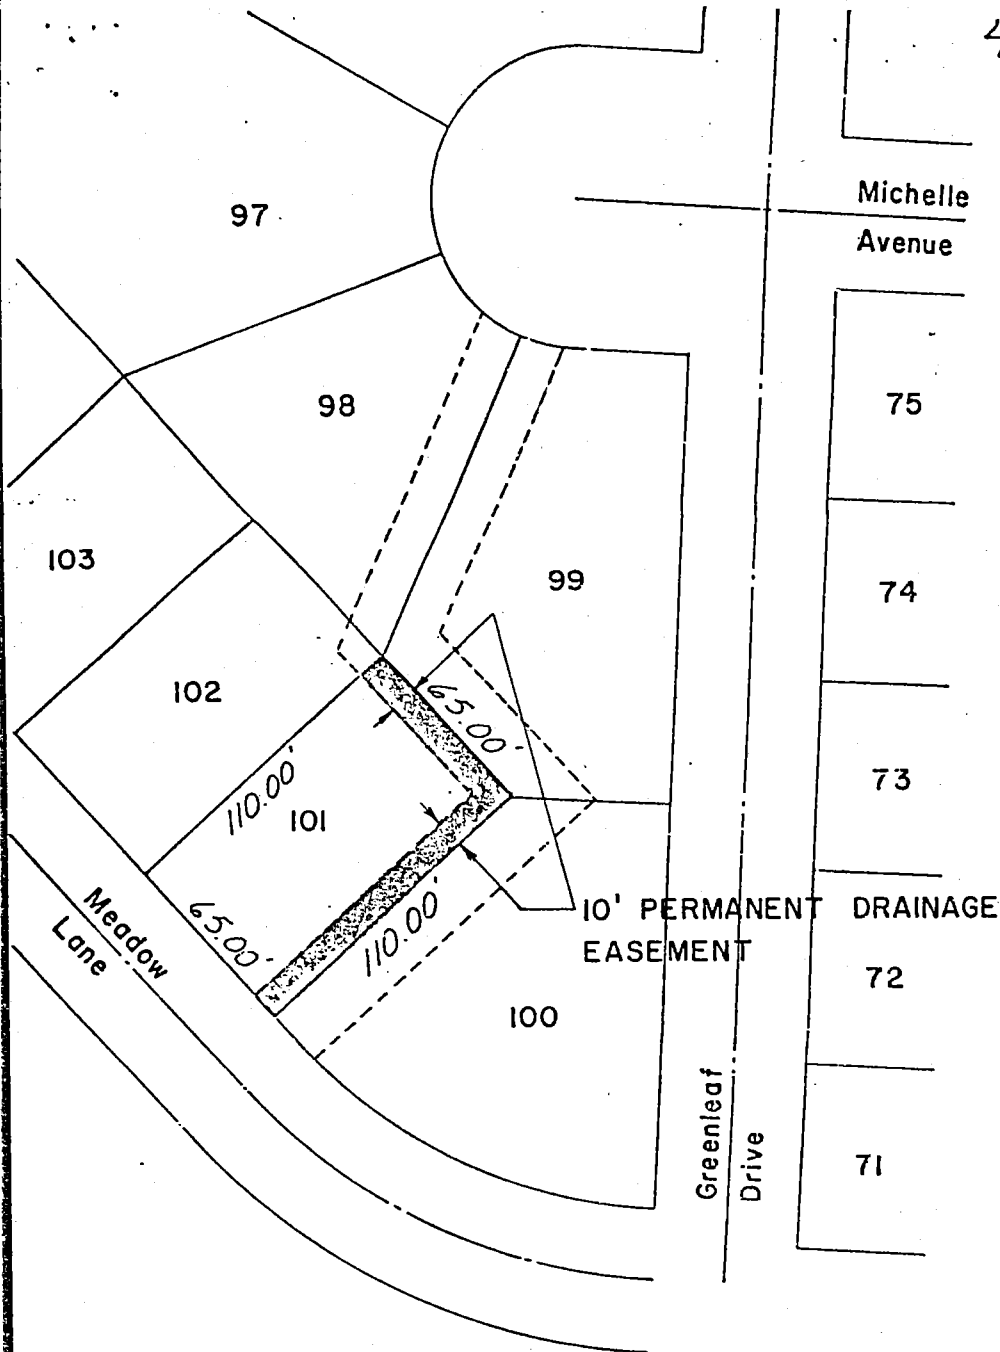 Michelle
Avenue
97
98
75
103
99
74
102
65.00'
73
110.00'
101
10' PERMANENT DRAINAGE
EASEMENT
65.00'
110.00'
Meadow
Lane
72
100
Greenleaf
Drive
71